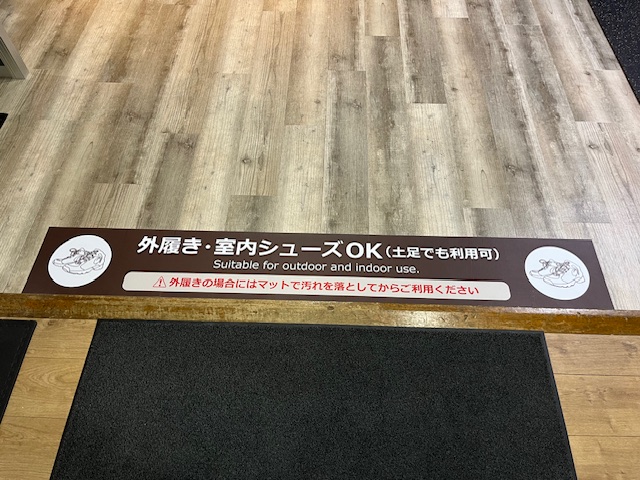 外履き・室内シューズOK(土足でも利用可)
Suitable for outdoor and indoor use.
⚠外履きの場合にはマットで汚れを落としてからご利用ください